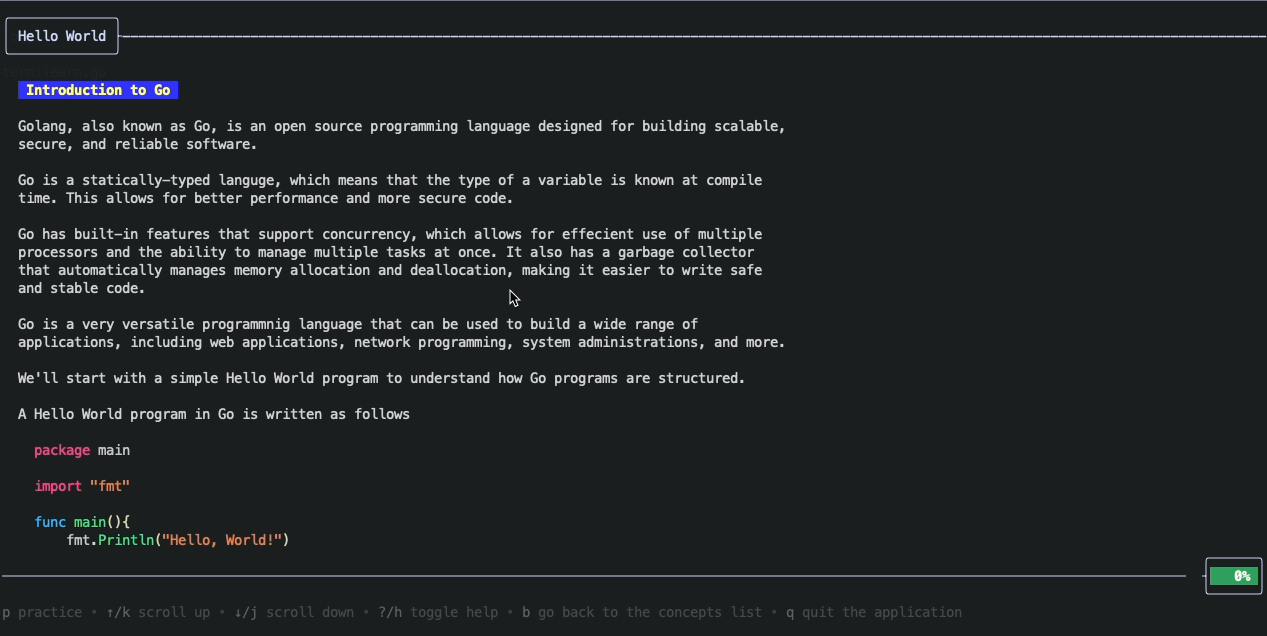 Hello World
Introduction to Go
Golang, also known as Go, is an open source programming language designed for building scalable,
secure, and reliable software.
Go is a statically-typed languge, which means that the type of a variable is known at compile
time. This allows for better performance and more secure code.
Go has built-in features that support concurrency, which allows for effecient use of multiple
processors and the ability to manage multiple tasks at once. It also has a garbage collector
that automatically manages memory allocation and deallocation, making it easier to write safe
and stable code.
Go is a very versatile programmnig language that can be used to build a wide range of
applications, including web applications, network programming, system administrations, and more.
We'll start with a simple Hello World program to understand how Go programs are structured.
A Hello World program in Go is written as follows
package main
import "fmt"
func main(){
fmt.Println("Hello, World!")
0%
p practice • ↑/k scroll up • ↓/j scroll down • ?/h toggle help • b go back to the concepts list • q quit the application